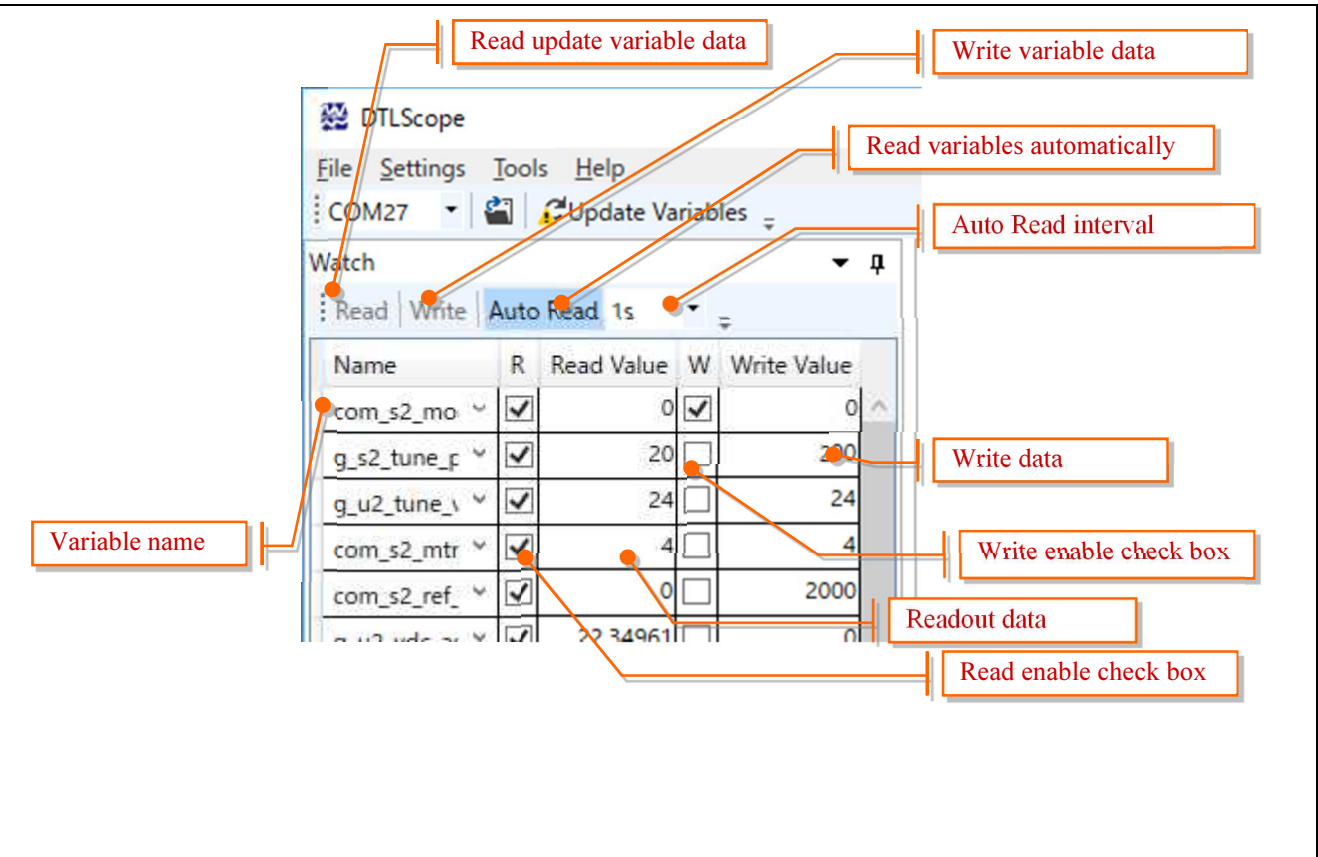 Read update variable data
Write variable data
DTLScope
Read variables automatically
File Settings Tools Help
COM27 Update Variables
Auto Read interval
Watch
Read Write Auto Read 1s
Name R Read Value W Write Value
com_s2_mo 0 0
g_s2_tune_p 20 200
Write data
g_u2_tune_v 24 24
Variable name
com_s2_mtr 4 4
Write enable check box
com_s2_ref_ 0 2000
Readout data
22.34961 0
Read enable check box